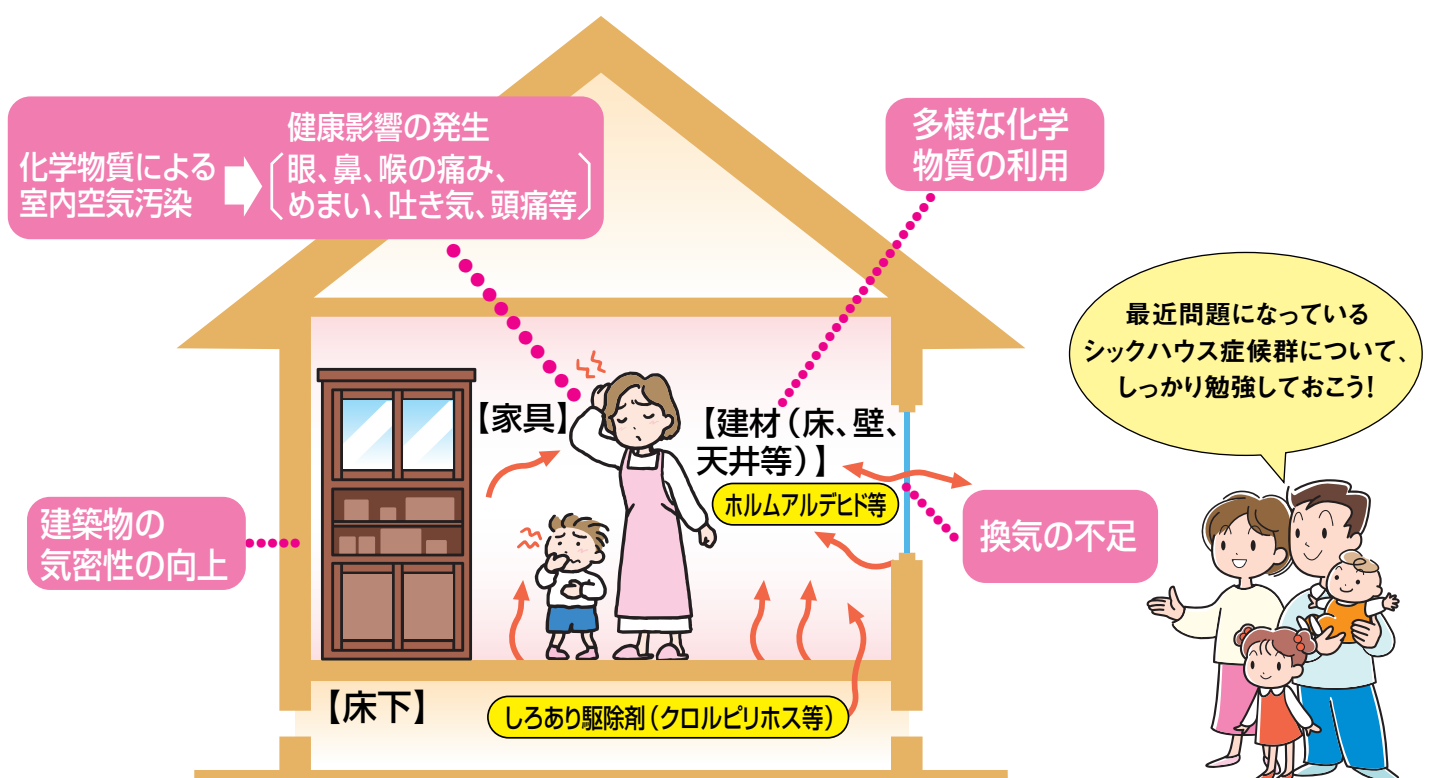 化学物質による
室内空気汚染
健康影響の発生
眼、鼻、喉の痛み、
めまい、吐き気、頭痛等
多様な化学
物質の利用
最近問題になっている
シックハウス症候群について、
しっかり勉強しておこう!
【家具】
【建材(床、壁、
天井等)】
ホルムアルデヒド等
建築物の
気密性の向上
換気の不足
【床下】
しろあり駆除剤(クロルピリホス等)